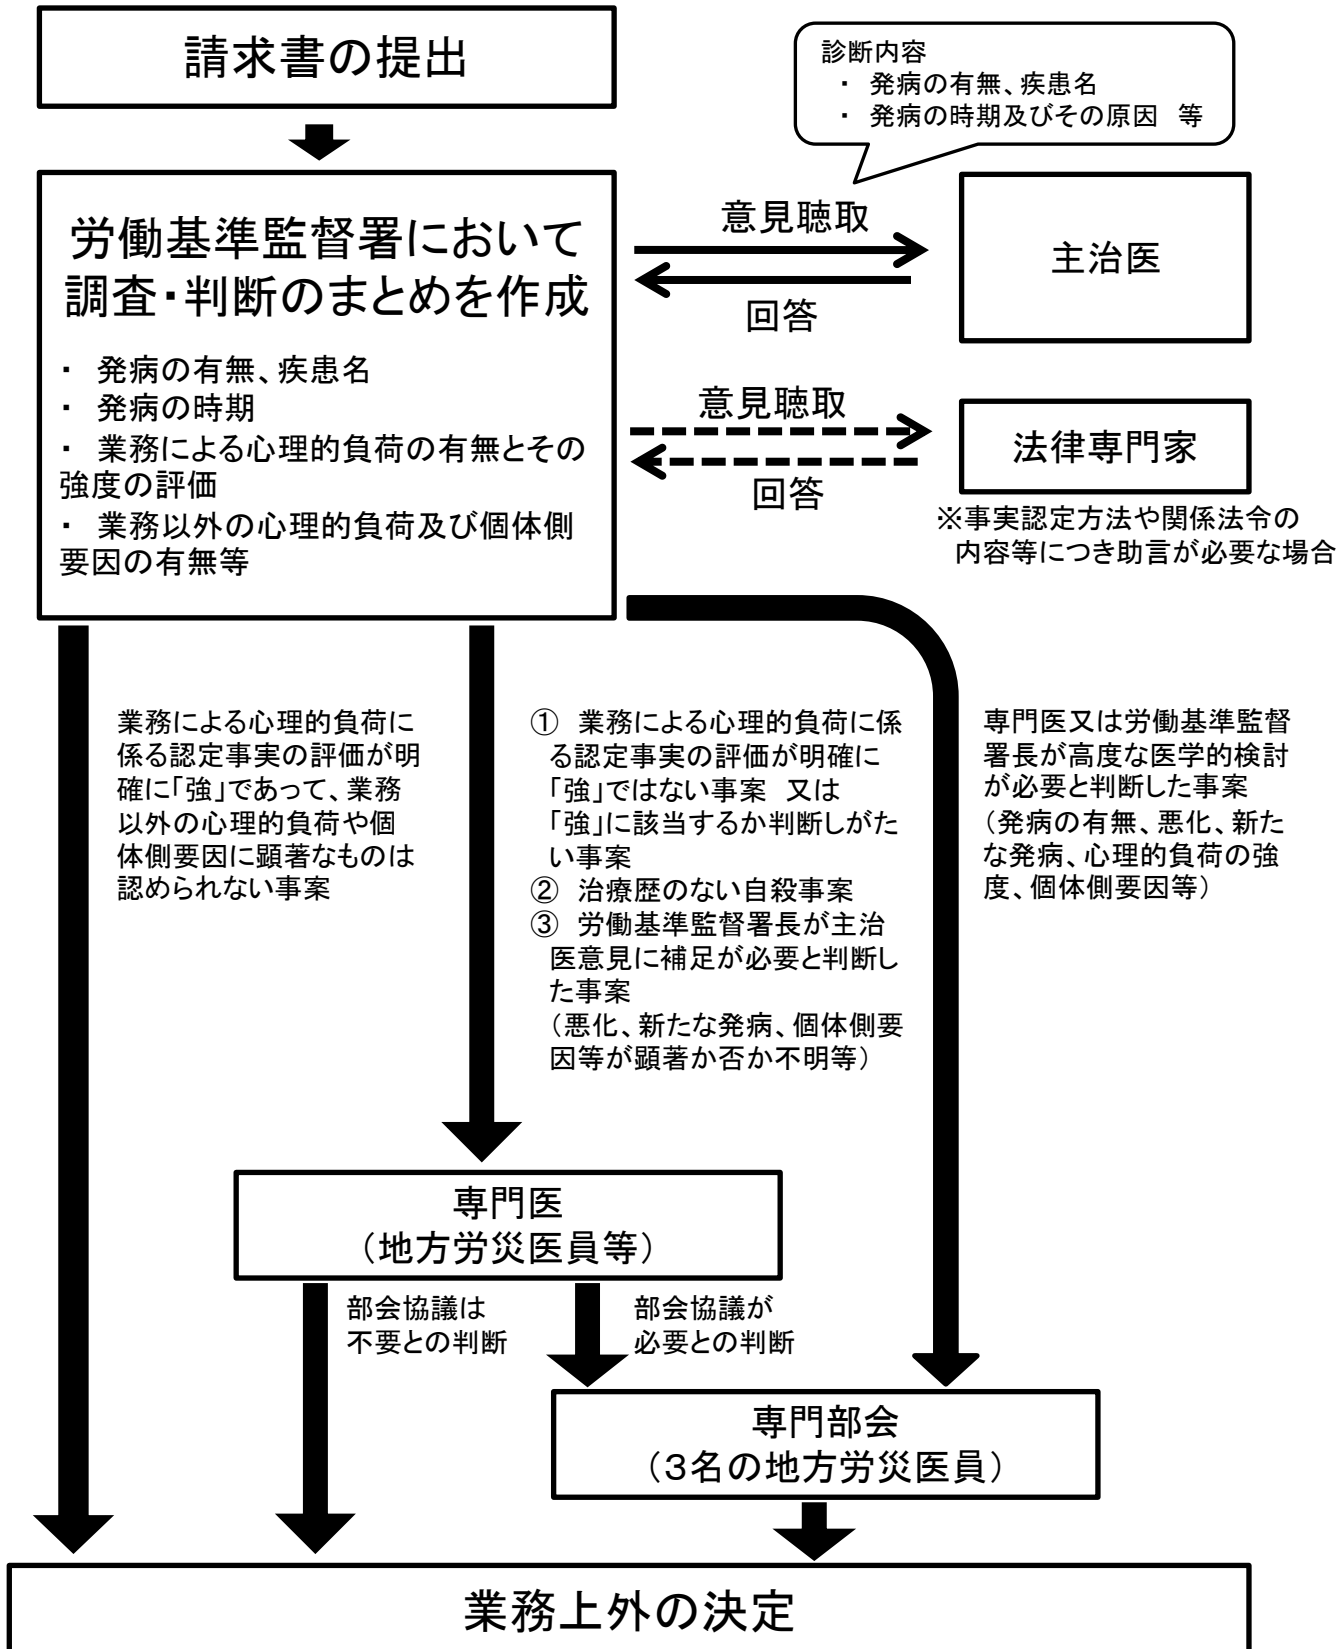 請求書の提出
診断内容
・ 発病の有無、疾患名
・ 発病の時期及びその原因 等
労働基準監督署において
調査・判断のまとめを作成
・ 発病の有無、疾患名
・ 発病の時期
・ 業務による心理的負荷の有無とその
強度の評価
・ 業務以外の心理的負荷及び個体側
要因の有無等
意見聴取
回答
主治医
意見聴取
回答
法律専門家
※事実認定方法や関係法令の
内容等につき助言が必要な場合
業務による心理的負荷に
係る認定事実の評価が明
確に「強」であって、業務
以外の心理的負荷や個
体側要因に顕著なものは
認められない事案
① 業務による心理的負荷に係
る認定事実の評価が明確に
「強」ではない事案 又は
「強」に該当するか判断しがた
い事案
② 治療歴のない自殺事案
③ 労働基準監督署長が主治
医意見に補足が必要と判断し
た事案
（悪化、新たな発病、個体側要
因等が顕著か否か不明等）
専門医又は労働基準監督
署長が高度な医学的検討
が必要と判断した事案
（発病の有無、悪化、新た
な発病、心理的負荷の強
度、個体側要因等）
専門医
（地方労災医員等）
部会協議は
不要との判断
部会協議が
必要との判断
専門部会
（３名の地方労災医員）
業務上外の決定